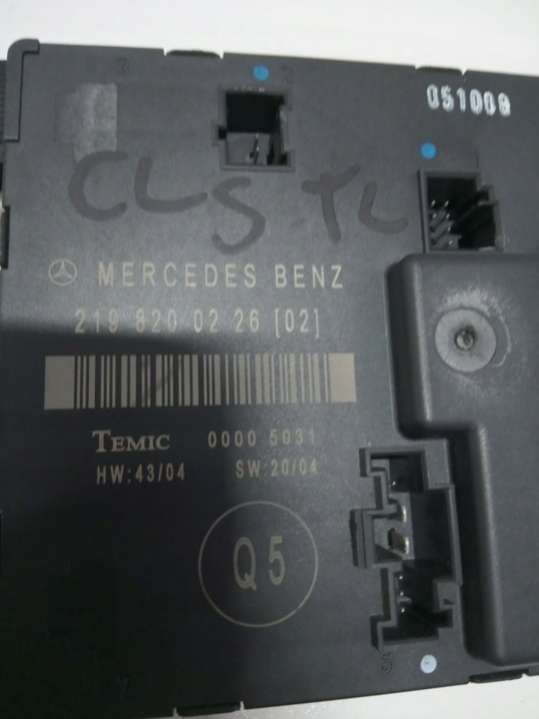 051008
CLS TL
MERCEDES BENZ
219 820 02 26 [02]
TEMIC 0000 5031
HW:43/04 SW:20/04
Q5